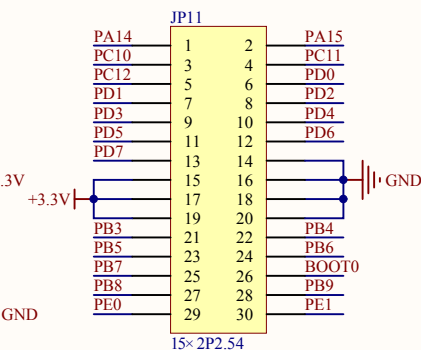 JP11
PA14 1 2 PA15
PC10 3 4 PC11
PC12 5 6 PD0
PD1 7 8 PD2
PD3 9 10 PD4
PD5 11 12 PD6
PD7 13 14
.3V 15 16 GND
+3.3V 17 18
19 20
PB3 21 22 PB4
PB5 23 24 PB6
PB7 25 26 BOOT0
PB8 27 28 PB9
GND PE0 29 30 PE1
15×2P2.54